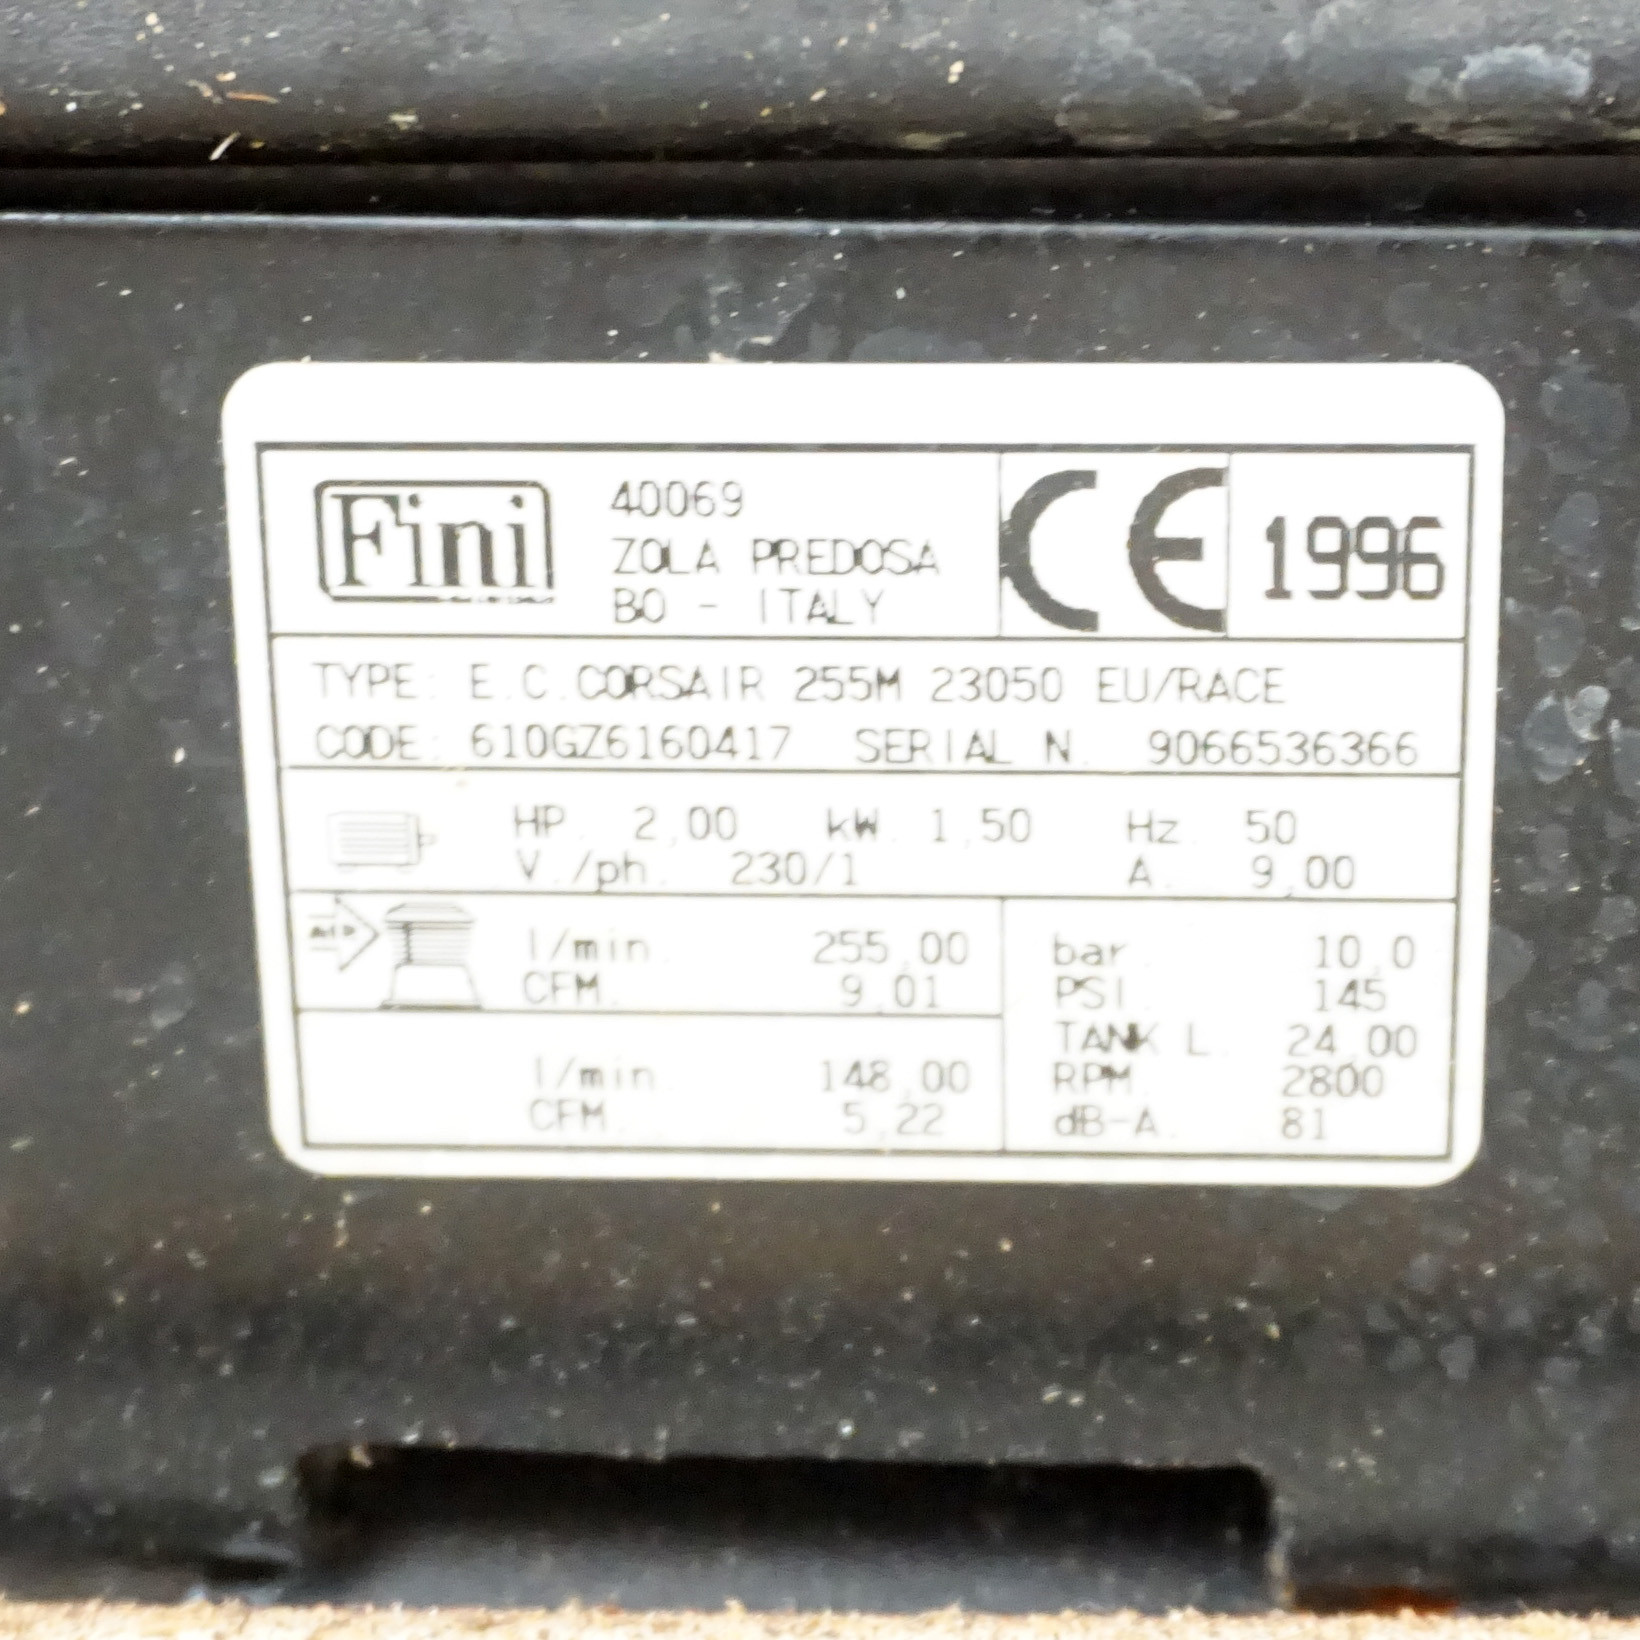 Fini
40069
ZOLA PREDOSA
BO - ITALY
CE
1996
TYPE: E.C.CORSAIR 255M 23050 EU/RACE
CODE: 610GZ6160417 SERIAL N. 9066536366
HP. 2,00 kW. 1,50 Hz. 50
V./ph. 230/1 A. 9,00
AIR
l/min. 255,00
CFM. 9,01
l/min. 148,00
CFM. 5,22
bar. 10,0
PSI. 145
TANK L. 24,00
RPM. 2800
dB-A. 81